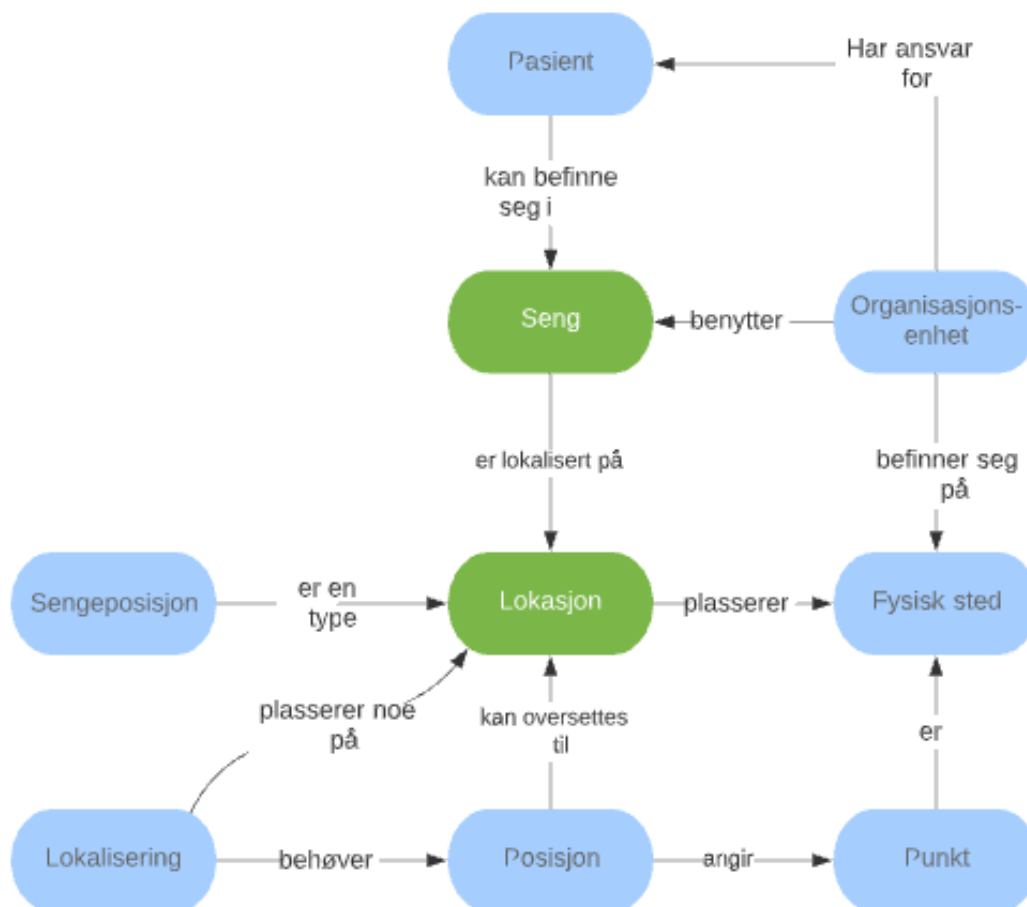 Pasient
Har ansvar
for
kan befinne
seg i
Seng
benytter
Organisasjons-
enhet
er lokalisert på
befinner seg
på
Sengeposisjon
er en
type
Lokasjon
plasserer
Fysisk sted
plasserer noe
på
kan oversettes
til
er
Lokalisering
behøver
Posisjon
angir
Punkt